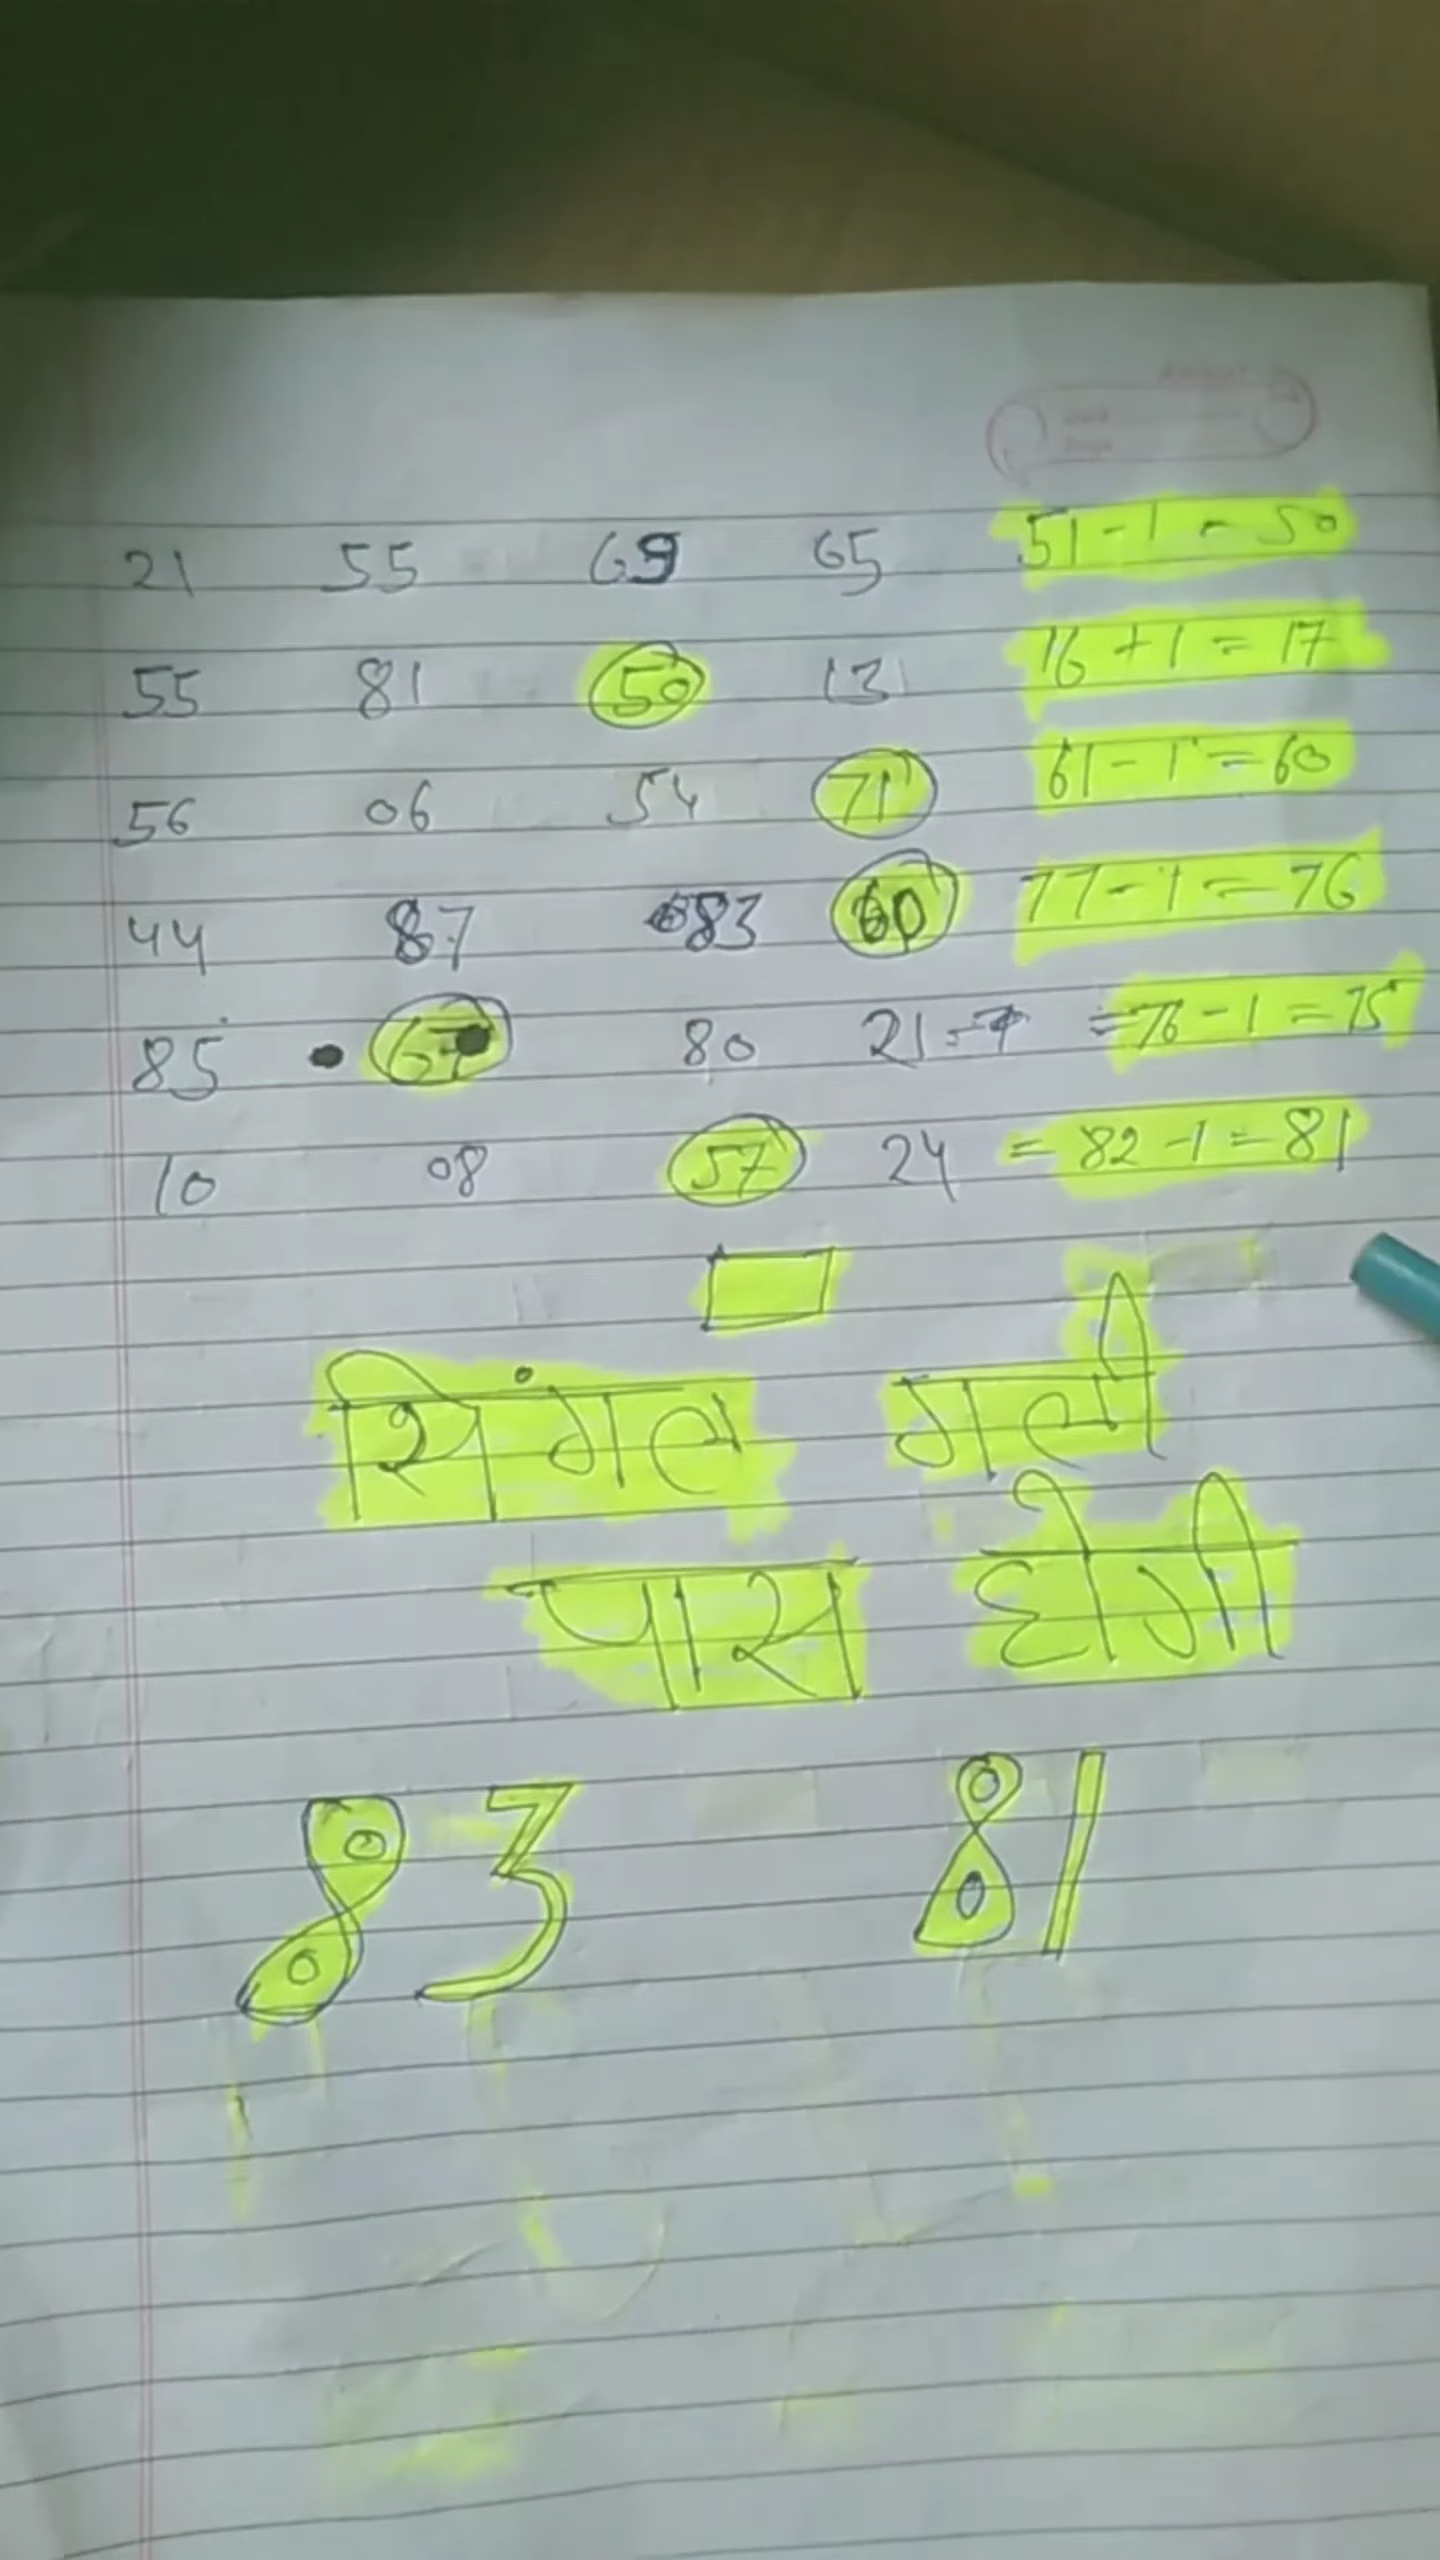 21 55 69 65 51 - 1 = 50
55 81 50 13 16 + 1 = 17
56 06 54 71 61 - 1 = 60
44 87 83 60 77 - 1 = 76
85 67 80 21 = 76 - 1 = 75
10 08 57 24 = 82 - 1 = 81
सिंगल गली
पास होगी
83 81